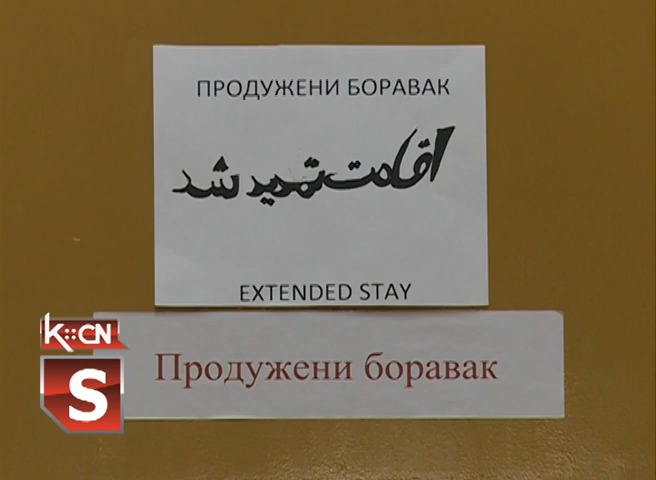 ПРОДУЖЕНИ БОРАВАК
اقامت تمدید شد
EXTENDED STAY
Продужени боравак
K::CN
S